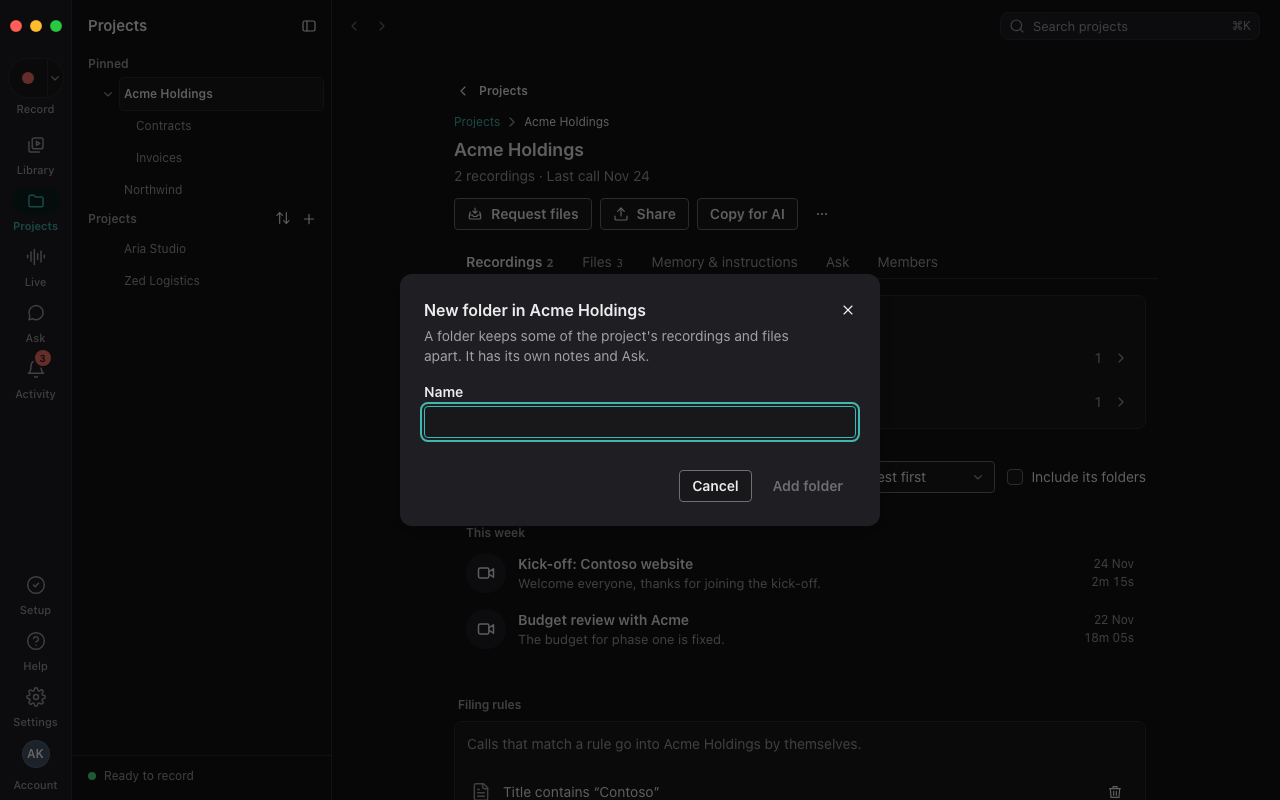 Projects
Search projects
⌘K
Pinned
Acme Holdings
Contracts
Invoices
Northwind
Projects
Aria Studio
Zed Logistics
Ready to record
Record
Library
Projects
Live
Ask
3
Activity
Setup
Help
Settings
AK
Account
Projects
Projects > Acme Holdings
Acme Holdings
2 recordings · Last call Nov 24
Request files
Share
Copy for AI
Recordings 2
Files 3
Memory & instructions
Ask
Members
New folder in Acme Holdings
A folder keeps some of the project's recordings and files
apart. It has its own notes and Ask.
Name
Cancel
Add folder
1
1
first
Include its folders
This week
Kick-off: Contoso website
Welcome everyone, thanks for joining the kick-off.
24 Nov
2m 15s
Budget review with Acme
The budget for phase one is fixed.
22 Nov
18m 05s
Filing rules
Calls that match a rule go into Acme Holdings by themselves.
Title contains “Contoso”